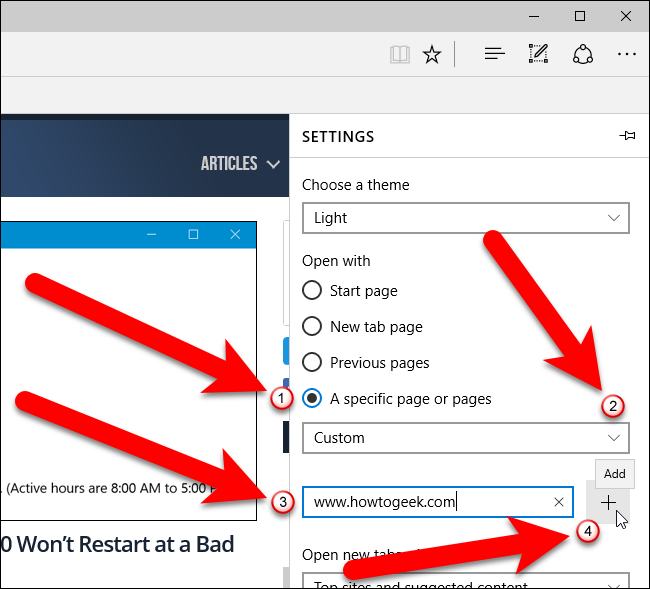 SETTINGS
ARTICLES
Choose a theme
Light
Open with
Start page
New tab page
Previous pages
1
A specific page or pages
2
Custom
Add
. (Active hours are 8:00 AM to 5:00 P
3
www.howtogeek.com
4
0 Won't Restart at a Bad
Open new tabs
Top sites and suggested content